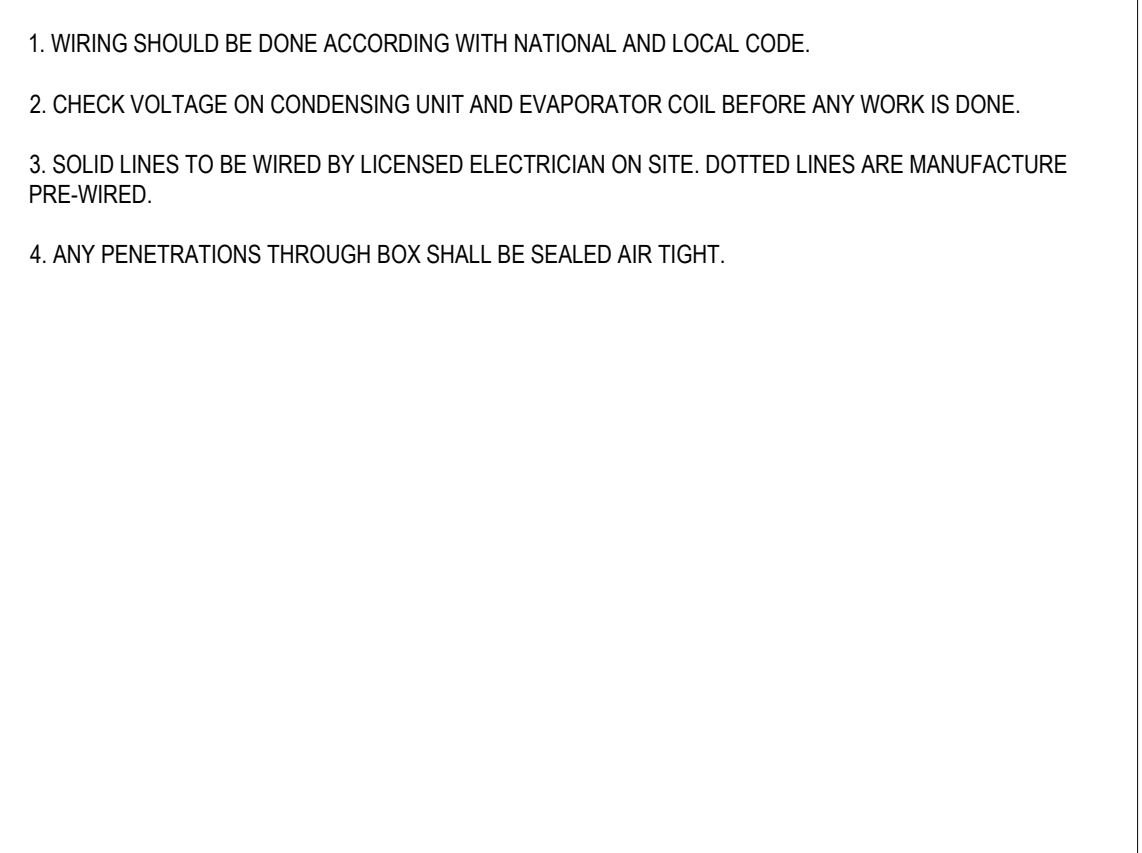 1. WIRING SHOULD BE DONE ACCORDING WITH NATIONAL AND LOCAL CODE.
2. CHECK VOLTAGE ON CONDENSING UNIT AND EVAPORATOR COIL BEFORE ANY WORK IS DONE.
3. SOLID LINES TO BE WIRED BY LICENSED ELECTRICIAN ON SITE. DOTTED LINES ARE MANUFACTURE
PRE-WIRED.
4. ANY PENETRATIONS THROUGH BOX SHALL BE SEALED AIR TIGHT.